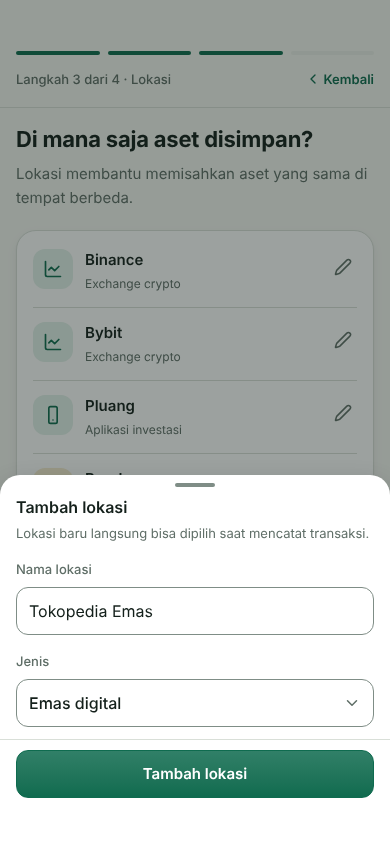 Langkah 3 dari 4 · Lokasi
Kembali
Di mana saja aset disimpan?
Lokasi membantu memisahkan aset yang sama di
tempat berbeda.
Binance
Exchange crypto
Bybit
Exchange crypto
Pluang
Aplikasi investasi
Tambah lokasi
Lokasi baru langsung bisa dipilih saat mencatat transaksi.
Nama lokasi
Tokopedia Emas
Jenis
Emas digital
Tambah lokasi